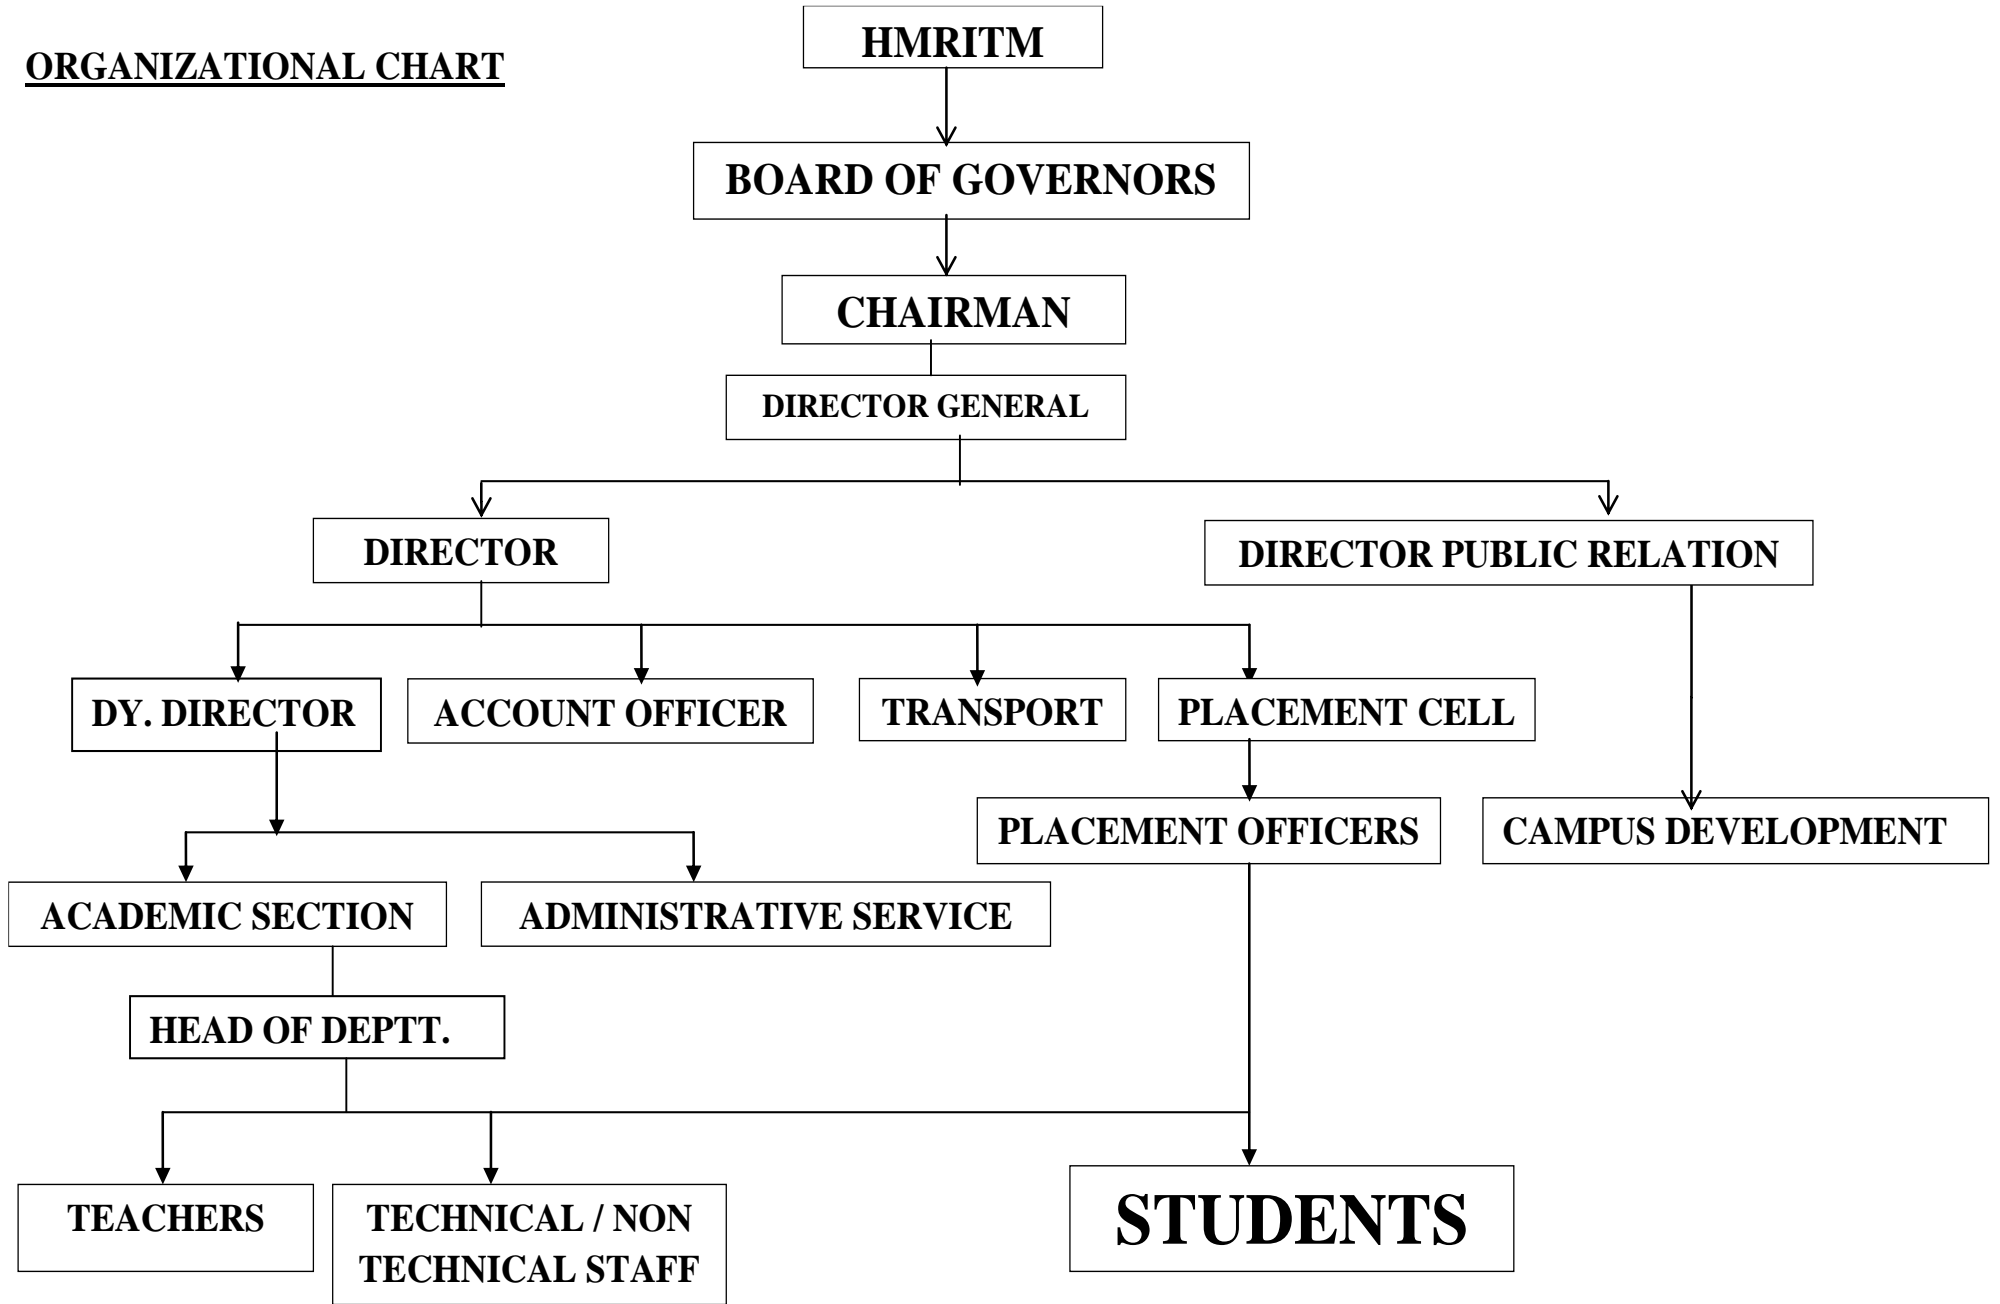 ORGANIZATIONAL CHART
HMRITM
BOARD OF GOVERNORS
CHAIRMAN
DIRECTOR GENERAL
DIRECTOR
DIRECTOR PUBLIC RELATION
DY. DIRECTOR
ACCOUNT OFFICER
TRANSPORT
PLACEMENT CELL
PLACEMENT OFFICERS
CAMPUS DEVELOPMENT
ACADEMIC SECTION
ADMINISTRATIVE SERVICE
HEAD OF DEPTT.
TEACHERS
TECHNICAL / NON
TECHNICAL STAFF
STUDENTS